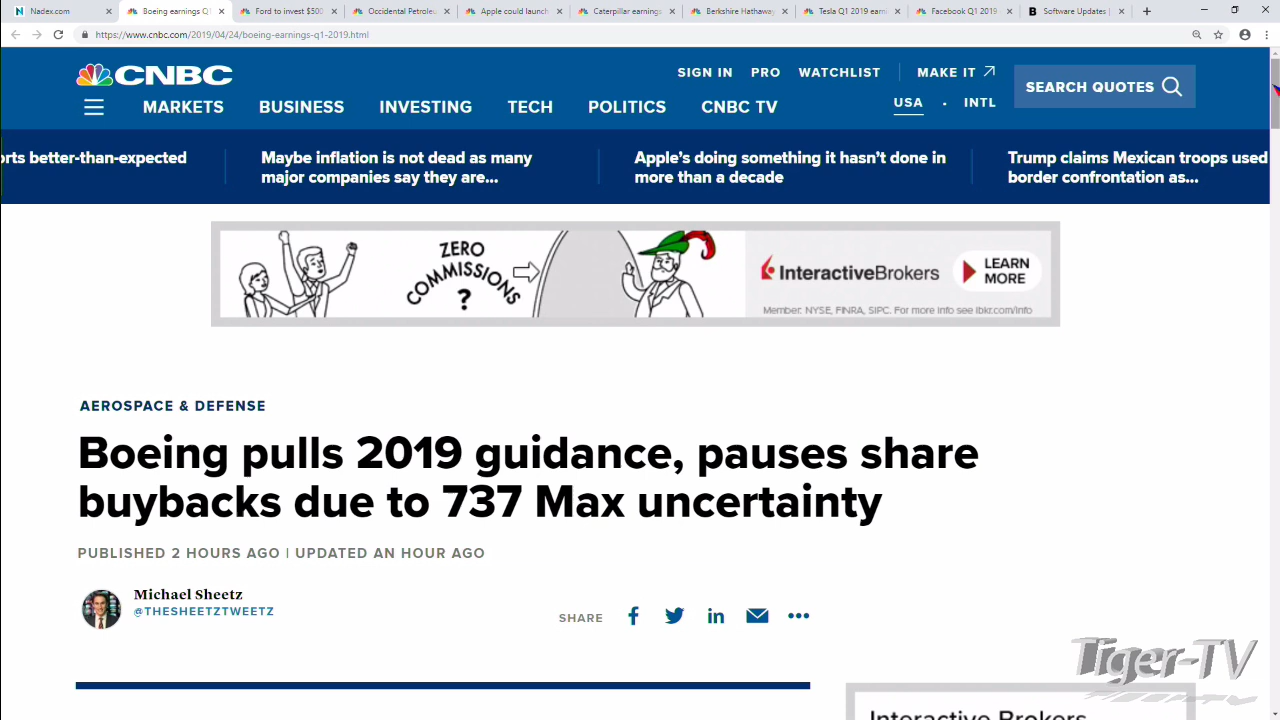 Nadex.com
Boeing earnings Q1
Ford to invest $500
Occidental Petroleu
Apple could launch
Caterpillar earnings
Berkshire Hathaway
Tesla Q1 2019 earni
Facebook Q1 2019
Software Updates |
https://www.cnbc.com/2019/04/24/boeing-earnings-q1-2019.html
CNBC
SIGN IN PRO WATCHLIST MAKE IT
SEARCH QUOTES
MARKETS BUSINESS INVESTING TECH POLITICS CNBC TV
USA · INTL
orts better-than-expected
Maybe inflation is not dead as many
major companies say they are...
Apple's doing something it hasn't done in
more than a decade
Trump claims Mexican troops used
border confrontation as...
ZERO
COMMISSIONS
?
InteractiveBrokers
LEARN
MORE
Member: NYSE, FINRA, SIPC. For more info see ibkr.com/info
AEROSPACE & DEFENSE
Boeing pulls 2019 guidance, pauses share
buybacks due to 737 Max uncertainty
PUBLISHED 2 HOURS AGO | UPDATED AN HOUR AGO
Michael Sheetz
@THESHEETZTWEETZ
SHARE
Tiger-TV
Interactive Brokers